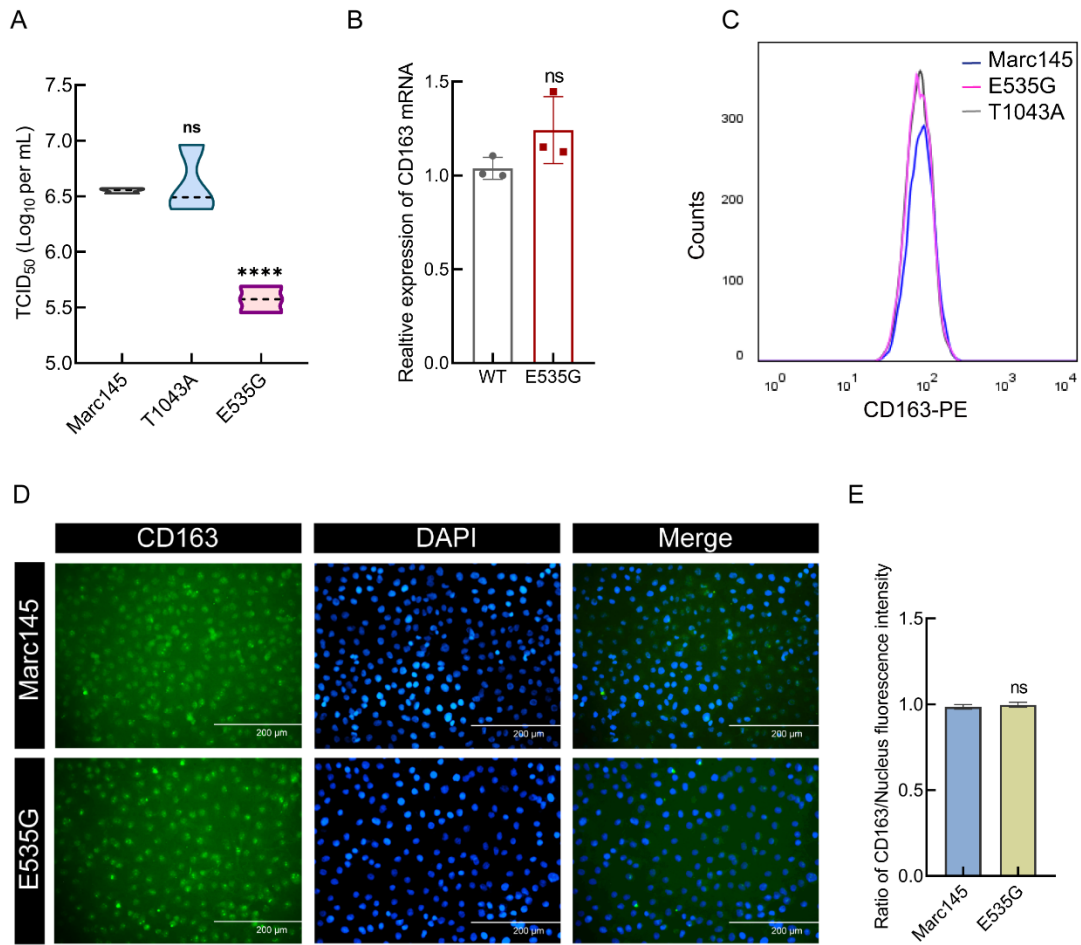 A
TCID50 (Log10 per mL)
7.5
7.0
6.5
6.0
5.5
5.0
ns
****
Marc145
T1043A
E535G
B
Realtive expression of CD163 mRNA
1.5
1.0
0.5
0.0
ns
WT
E535G
C
Counts
300
200
100
0
Marc145
E535G
T1043A
10^0
10^1
10^2
10^3
10^4
CD163-PE
D
CD163
DAPI
Merge
Marc145
200 μm
200 μm
200 μm
E535G
200 μm
200 μm
200 μm
E
Ratio of CD163/Nucleus fluorescence intensity
1.5
1.0
0.5
0.0
ns
Marc145
E535G